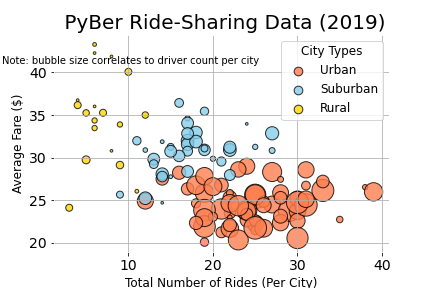 PyBer Ride-Sharing Data (2019)
Note: bubble size correlates to driver count per city
City Types
Urban
Suburban
Rural
Average Fare ($)
40
35
30
25
20
10
20
30
40
Total Number of Rides (Per City)